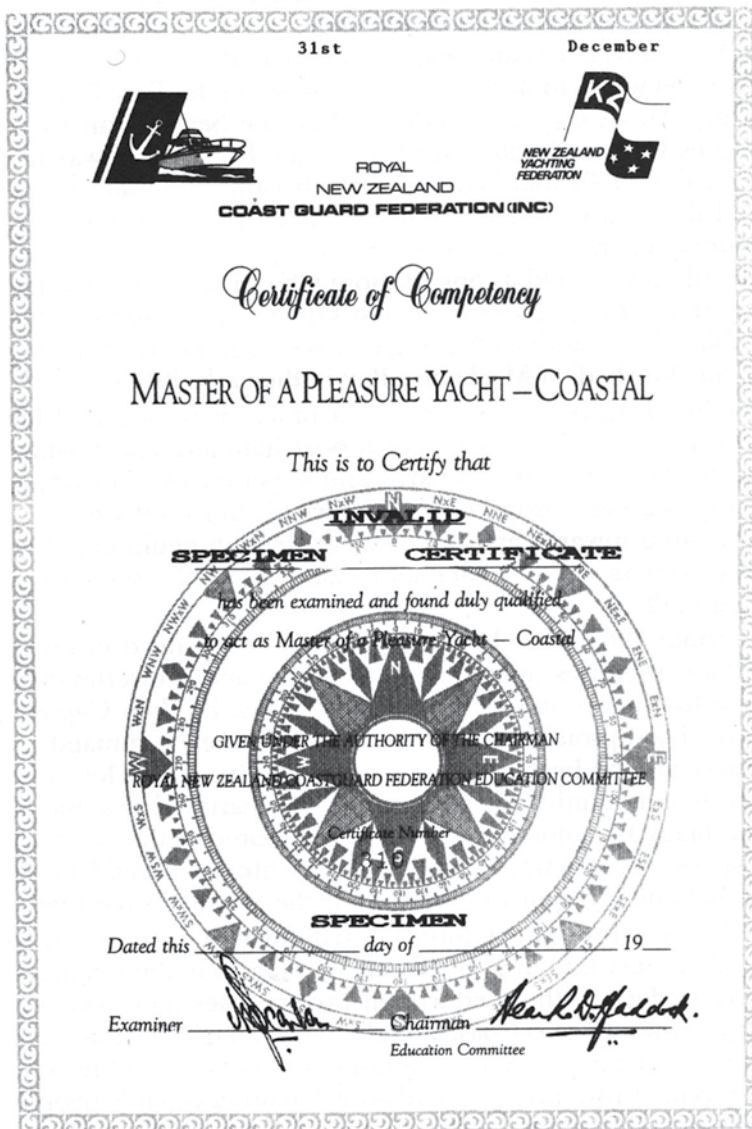 31st December
K2
NEW ZEALAND
YACHTING
FEDERATION
ROYAL
NEW ZEALAND
COAST GUARD FEDERATION (INC)
Certificate of Competency
MASTER OF A PLEASURE YACHT – COASTAL
This is to Certify that
INVALID
SPECIMEN CERTIFICATE
has been examined and found duly qualified
to act as Master of a Pleasure Yacht — Coastal
GIVEN UNDER THE AUTHORITY OF THE CHAIRMAN
ROYAL NEW ZEALAND COASTGUARD FEDERATION EDUCATION COMMITTEE
Certificate Number
310
SPECIMEN
Dated this day of 19
Examiner Chairman
Education Committee